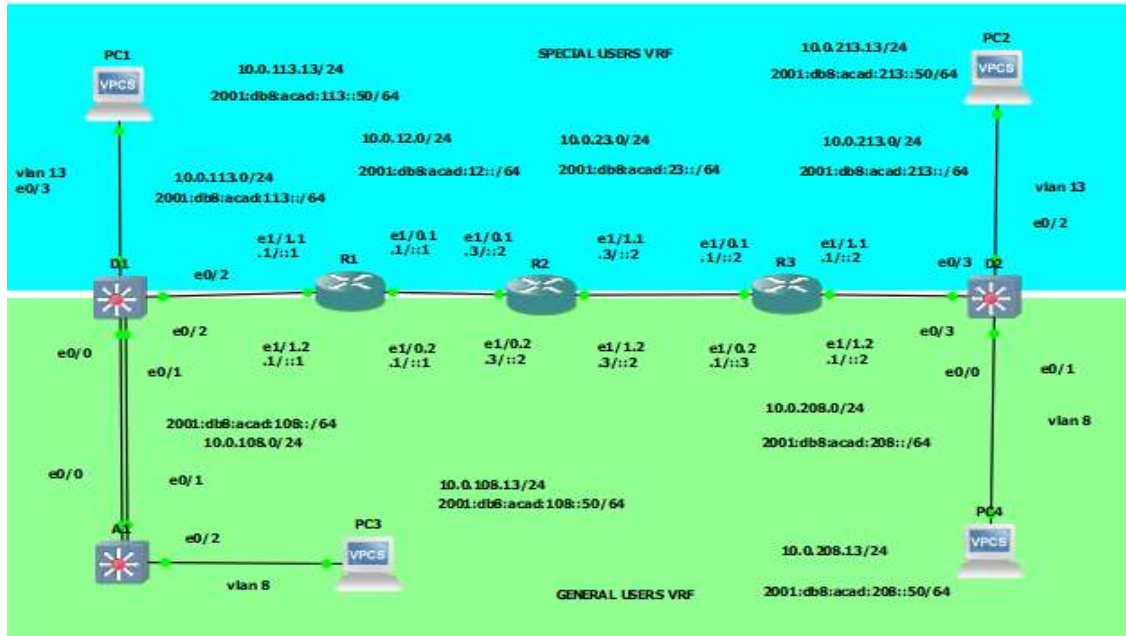 PC1
SPECIAL USERS VRF
10.0.213.13/24
PC2
10.0.113.13/24
VPCS
2001:db8:acad:213::50/64
VPCS
2001:db8:acad:113::50/64
10.0.12.0/24
10.0.23.0/24
10.0.213.0/24
vlan 13
e0/3
10.0.113.0/24
2001:db8:acad:12::/64
2001:db8:acad:23::/64
2001:db8:acad:213::/64
2001:db8:acad:113::/64
vlan 13
e0/2
e1/1.1
.1/::1
e1/0.1
.1/::1
e1/0.1
.3/::2
e1/1.1
.3/::2
e1/0.1
.1/::2
e1/1.1
.1/::2
D1
e0/2
R1
R2
R3
e0/3
D2
e0/2
e0/3
e0/0
e0/1
e1/1.2
.1/::1
e1/0.2
.1/::1
e1/0.2
.3/::2
e1/1.2
.3/::2
e1/0.2
.1/::3
e1/1.2
.1/::2
e0/0
e0/1
2001:db8:acad:108::/64
10.0.108.0/24
10.0.208.0/24
vlan 8
2001:db8:acad:208::/64
e0/0
e0/1
10.0.108.13/24
2001:db8:acad:108::50/64
A1
e0/2
PC3
PC4
VPCS
VPCS
10.0.208.13/24
vlan 8
GENERAL USERS VRF
2001:db8:acad:208::50/64